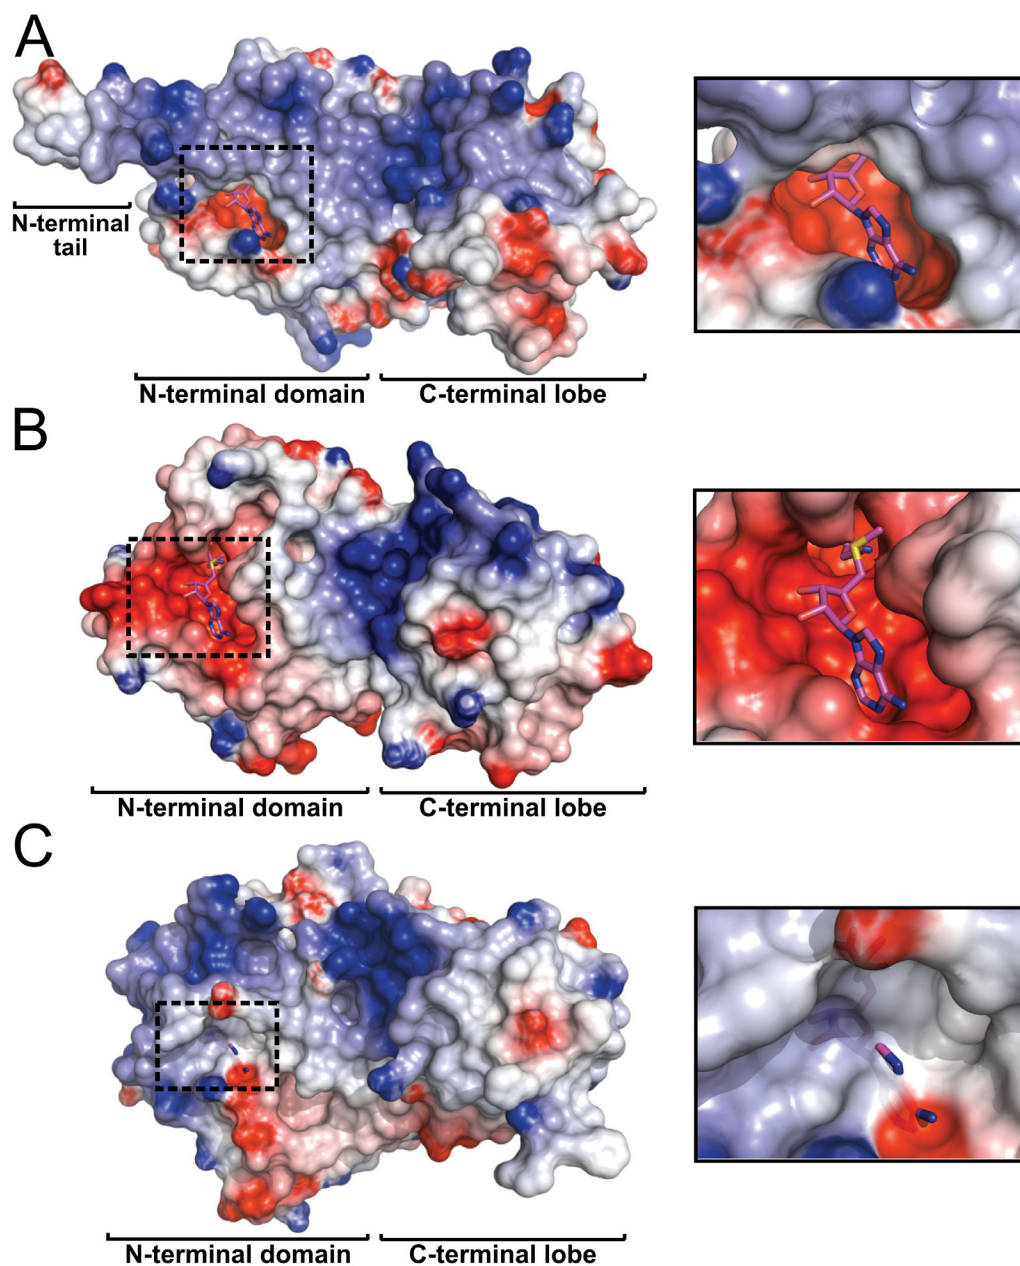 A
N-terminal
tail
N-terminal domain
C-terminal lobe
B
N-terminal domain
C-terminal lobe
C
N-terminal domain
C-terminal lobe